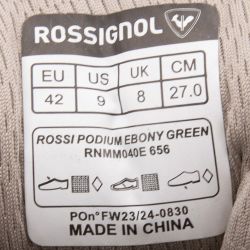 ROSSIGNOL
EU US UK CM
42 9 8 27.0
ROSSI PODIUM EBONY GREEN
RNMM040E 656
POn°FW23/24-0830
MADE IN CHINA